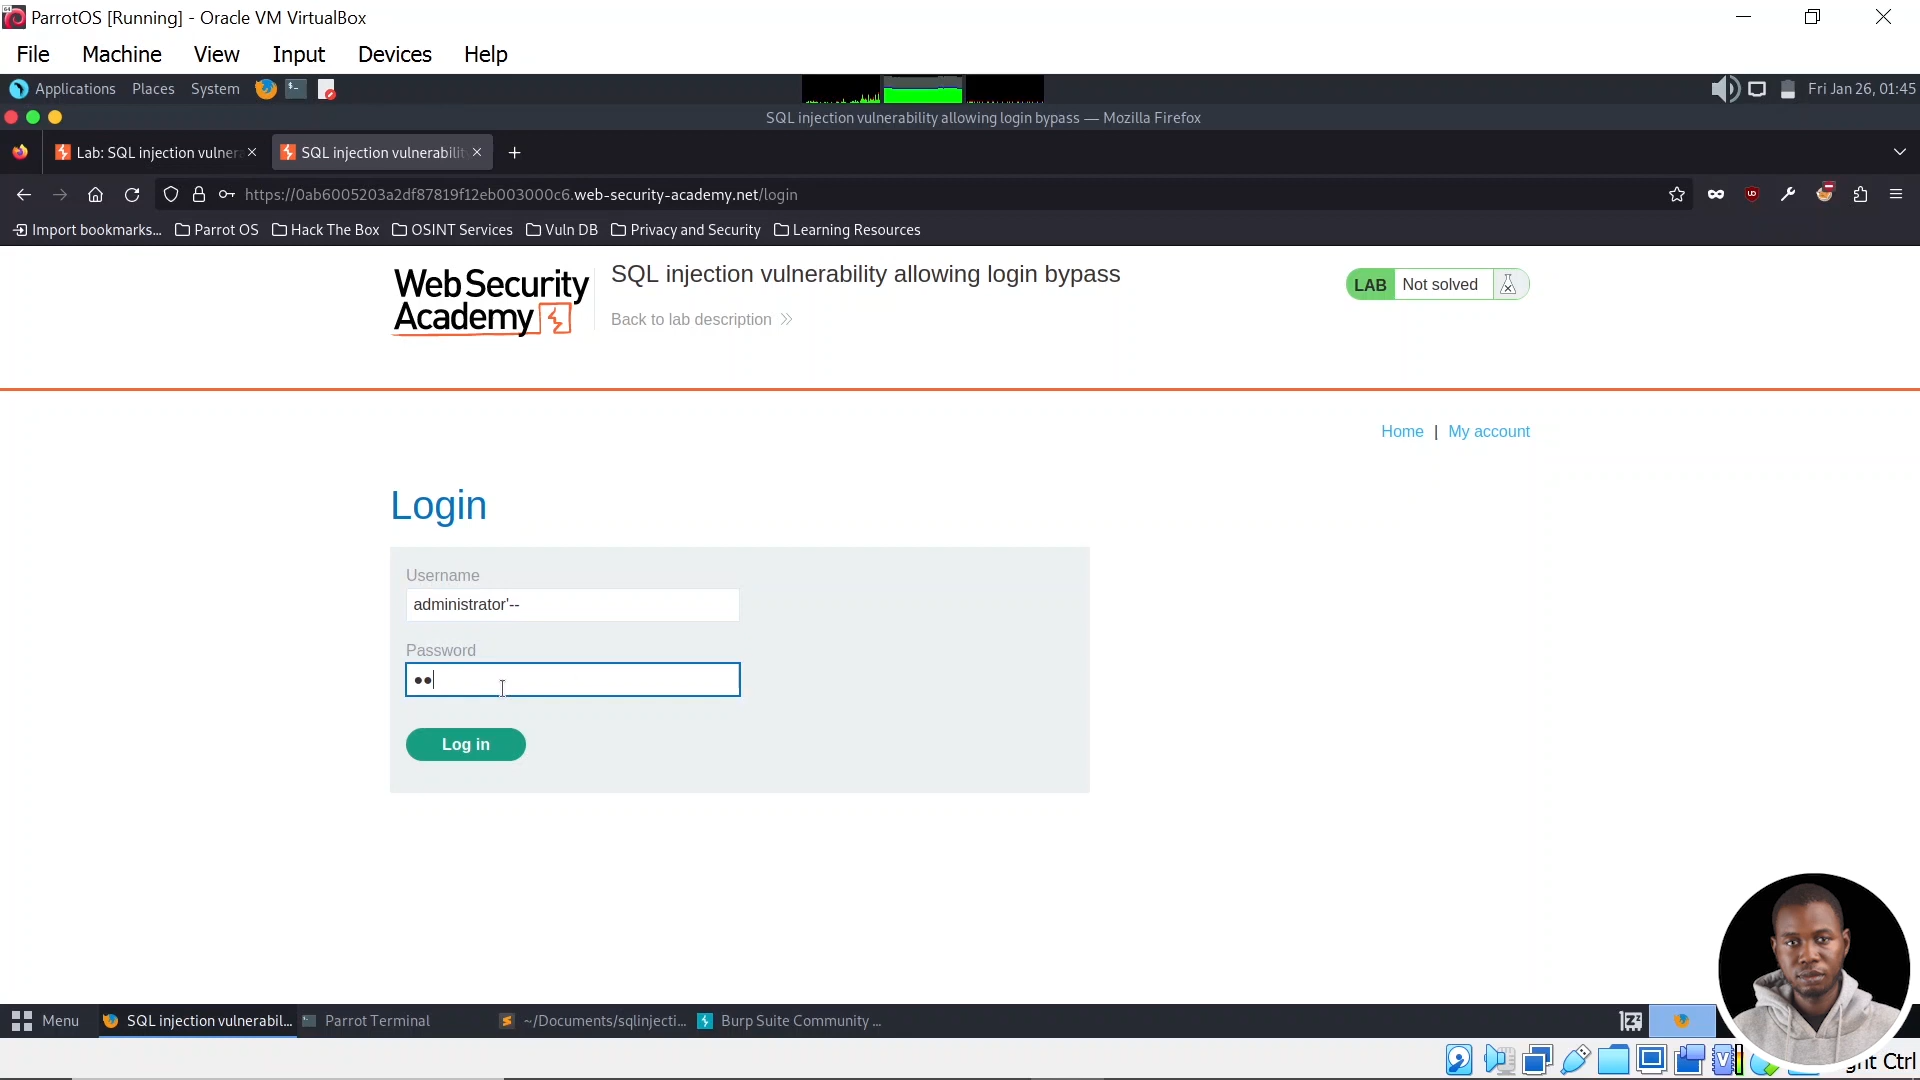 ParrotOS [Running] - Oracle VM VirtualBox
File Machine View Input Devices Help
Applications Places System Fri Jan 26, 01:45
SQL injection vulnerability allowing login bypass — Mozilla Firefox
Lab: SQL injection vulner SQL injection vulnerabilit
https://0ab6005203a2df87819f12eb003000c6.web-security-academy.net/login
Import bookmarks... Parrot OS Hack The Box OSINT Services Vuln DB Privacy and Security Learning Resources
Web Security
Academy
SQL injection vulnerability allowing login bypass
Back to lab description
LAB Not solved
Home | My account
Login
Username
administrator'--
Password
Log in
Menu SQL injection vulnerabil... Parrot Terminal ~/Documents/sqlinjecti... Burp Suite Community ...
Ctrl